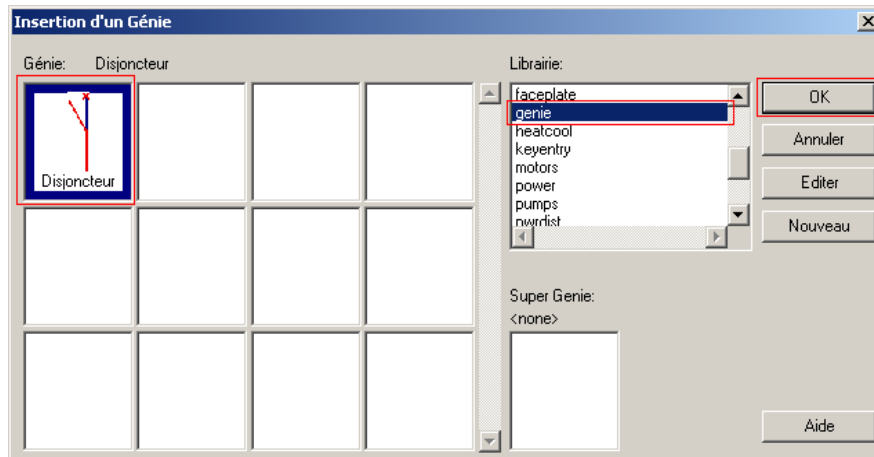 Insertion d'un Génie
Génie: Disjoncteur
Disjoncteur
Librairie:
faceplate
genie
heatcool
keyentry
motors
power
pumps
pwrdist
OK
Annuler
Editer
Nouveau
Super Genie:
<none>
Aide